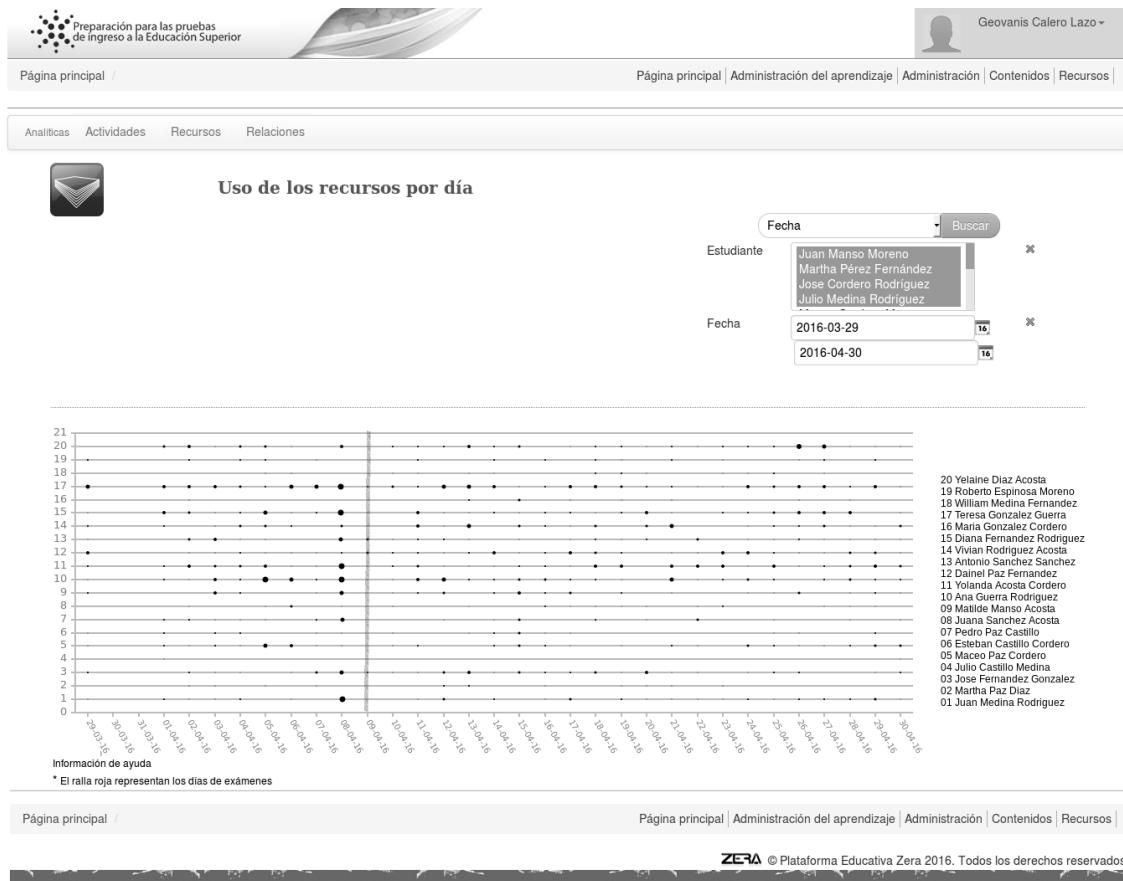 Preparación para las pruebas
de ingreso a la Educación Superior
Geovanis Calero Lazo
Página principal /
Página principal | Administración del aprendizaje | Administración | Contenidos | Recursos |
Analíticas Actividades Recursos Relaciones
Uso de los recursos por día
Fecha
Buscar
Estudiante
Juan Manso Moreno
Martha Pérez Fernández
Jose Cordero Rodríguez
Julio Medina Rodríguez
Fecha
2016-03-29
16
2016-04-30
16
21
20
19
18
17
16
15
14
13
12
11
10
9
8
7
6
5
4
3
2
1
0
29-03-16
30-03-16
31-03-16
01-04-16
02-04-16
03-04-16
04-04-16
05-04-16
06-04-16
07-04-16
08-04-16
09-04-16
10-04-16
11-04-16
12-04-16
13-04-16
14-04-16
15-04-16
16-04-16
17-04-16
18-04-16
19-04-16
20-04-16
21-04-16
22-04-16
23-04-16
24-04-16
25-04-16
26-04-16
27-04-16
28-04-16
29-04-16
30-04-16
20 Yelaine Diaz Acosta
19 Roberto Espinosa Moreno
18 William Medina Fernandez
17 Teresa Gonzalez Guerra
16 Maria Gonzalez Cordero
15 Diana Fernandez Rodriguez
14 Vivian Rodriguez Acosta
13 Antonio Sanchez Sanchez
12 Dainel Paz Fernandez
11 Yolanda Acosta Cordero
10 Ana Guerra Rodriguez
09 Matilde Manso Acosta
08 Juana Sanchez Acosta
07 Pedro Paz Castillo
06 Esteban Castillo Cordero
05 Maceo Paz Cordero
04 Julio Castillo Medina
03 Jose Fernandez Gonzalez
02 Martha Paz Diaz
01 Juan Medina Rodriguez
Información de ayuda
* El ralla roja representan los días de exámenes
Página principal /
Página principal | Administración del aprendizaje | Administración | Contenidos | Recursos |
ZERA © Plataforma Educativa Zera 2016. Todos los derechos reservados